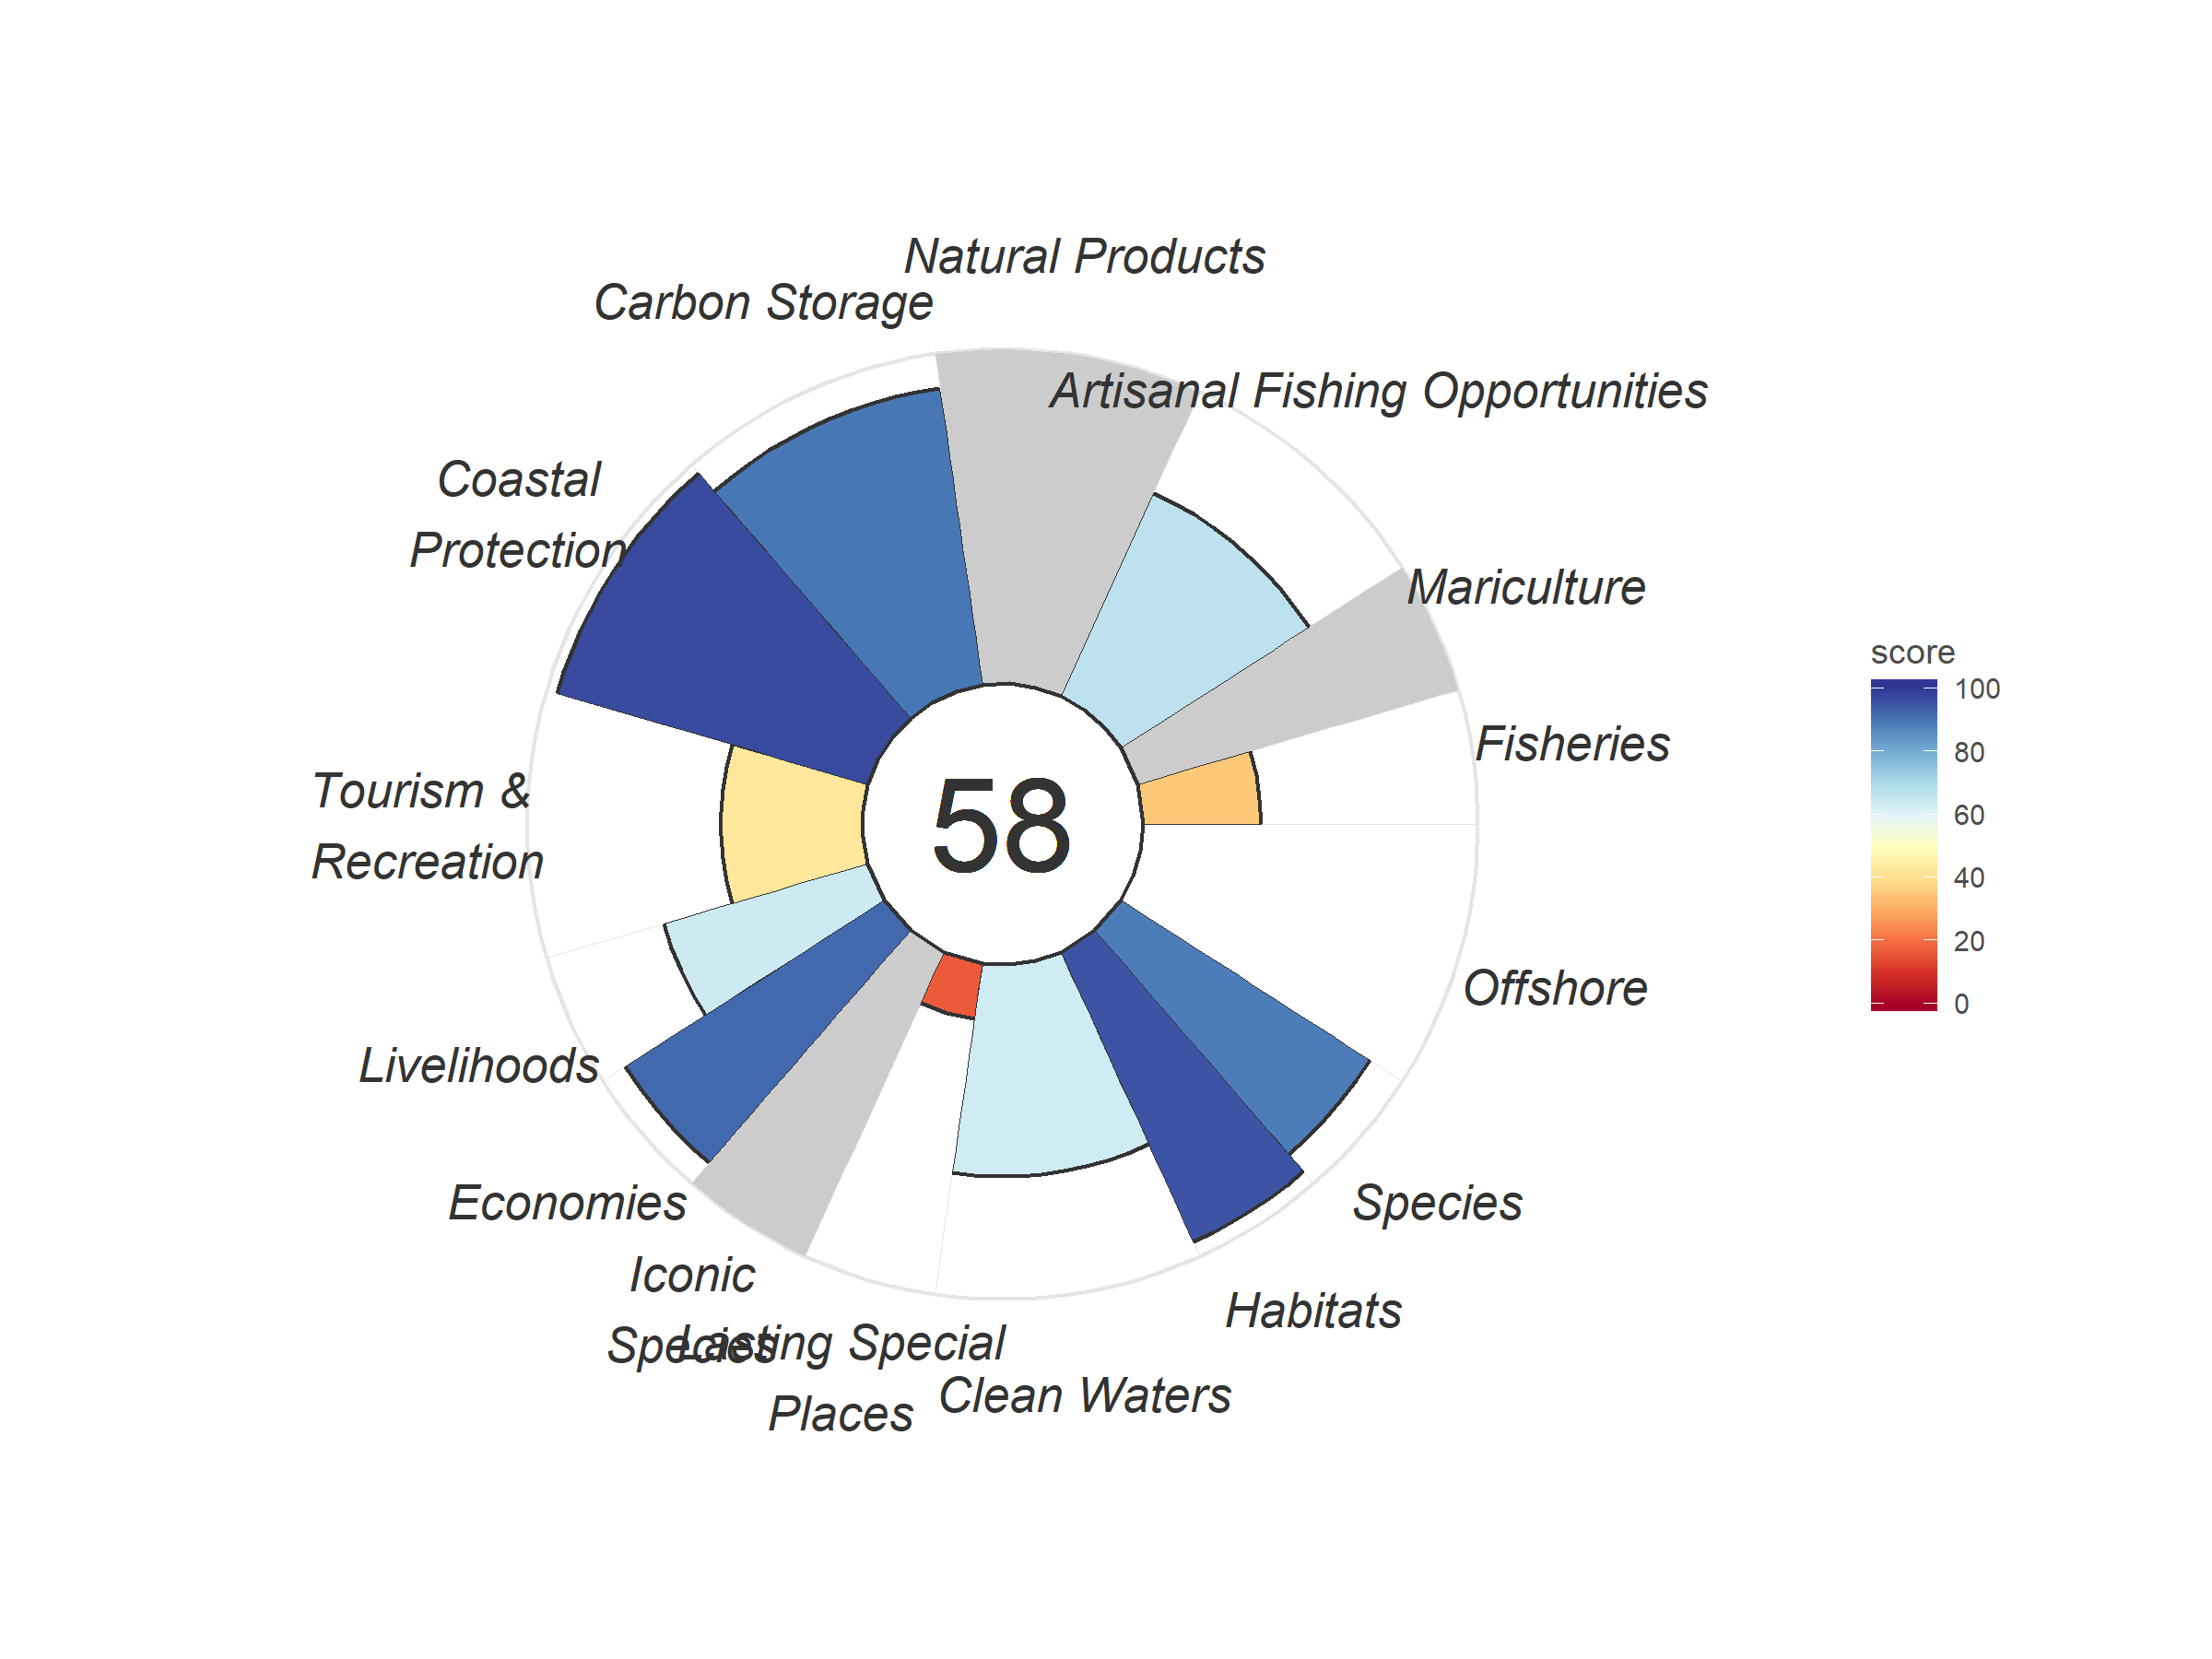 Natural Products
Carbon Storage
Artisanal Fishing Opportunities
Coastal
Protection
Mariculture
Fisheries
Tourism &
Recreation
58
Offshore
Livelihoods
Economies
Species
Iconic
Species
Habitats
Lasting Special
Places
Clean Waters
score
100
80
60
40
20
0